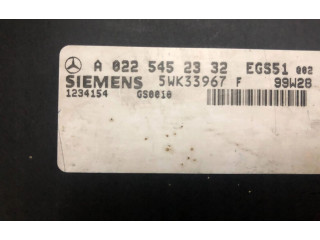 A 022 545 23 32 EGS51 002
SIEMENS 5WK33967 F 99W28
1234154 GS0010